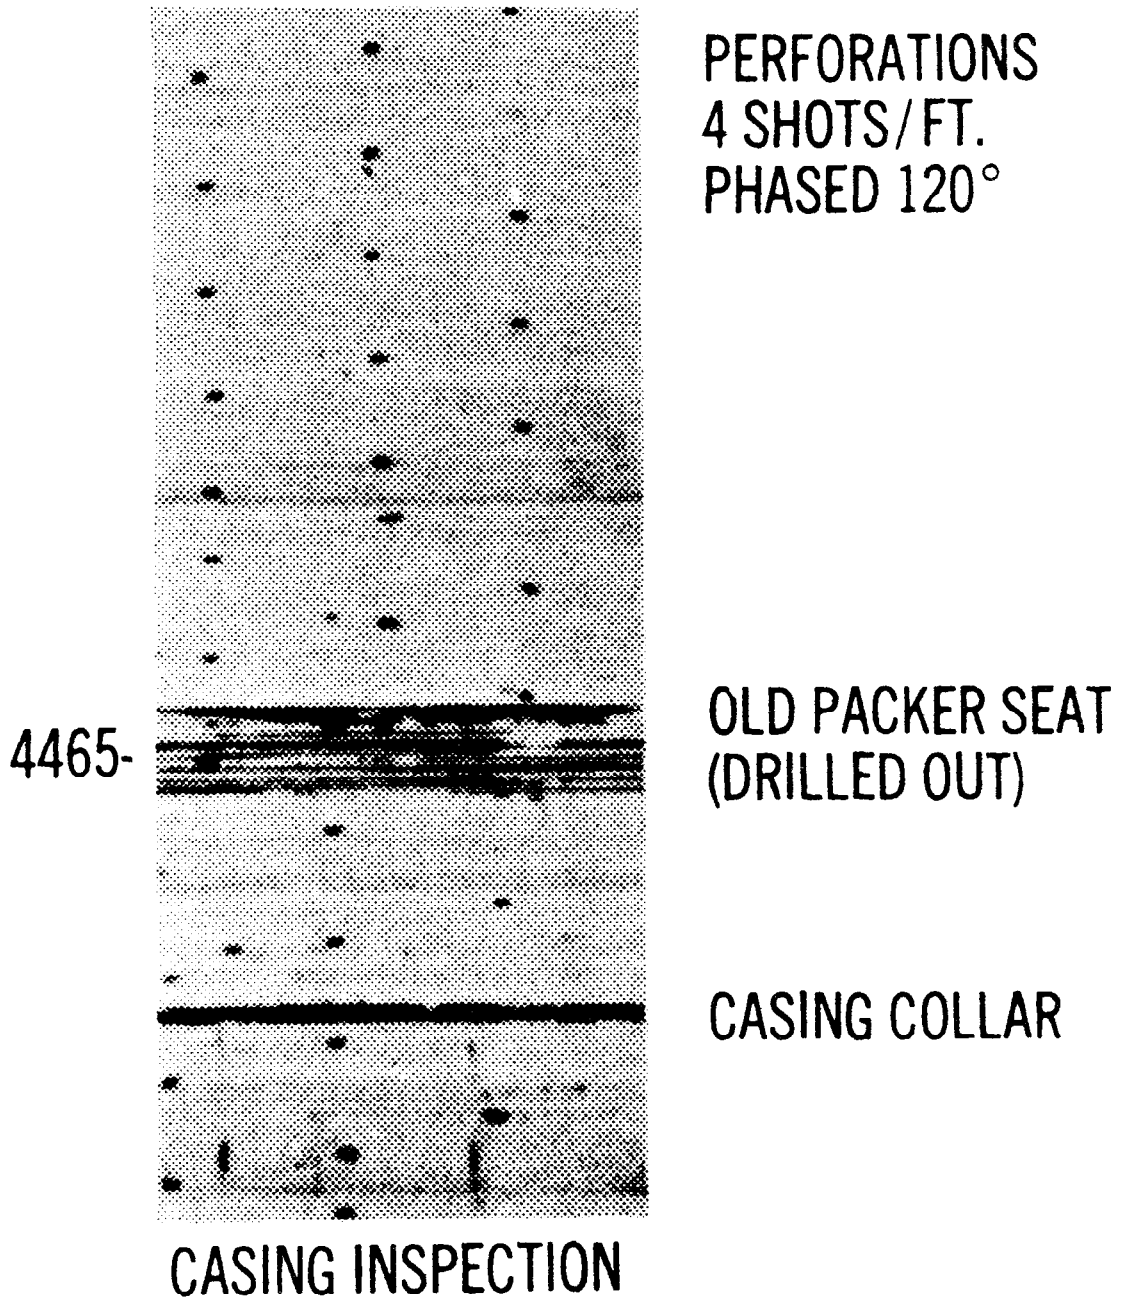 PERFORATIONS
4 SHOTS/FT.
PHASED 120°
4465-
OLD PACKER SEAT
(DRILLED OUT)
CASING COLLAR
CASING INSPECTION